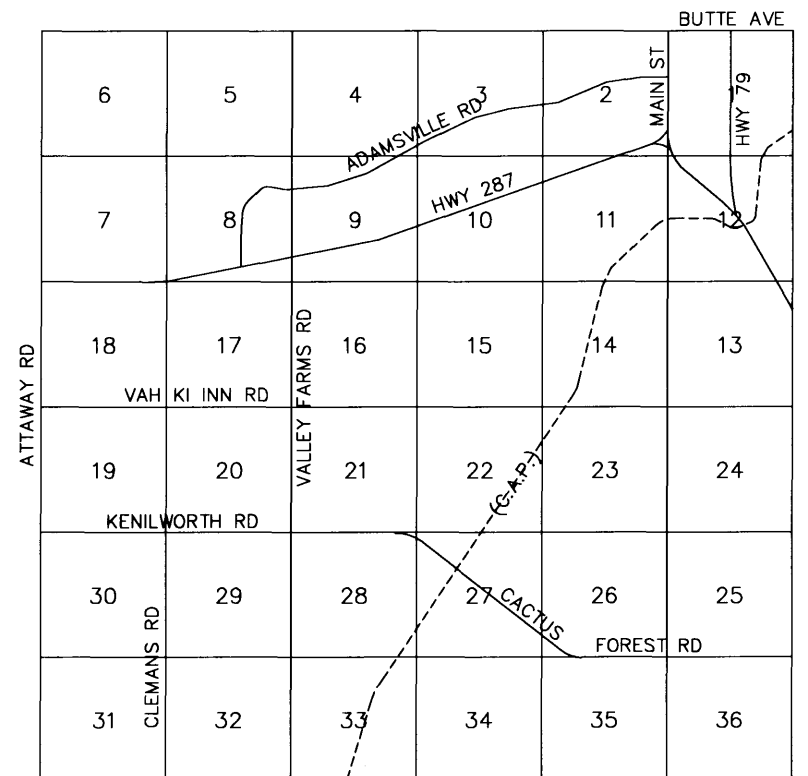 BUTTE AVE
6 5 4 3 2 1
MAIN ST
HWY 79
ADAMSVILLE RD
HWY 287
7 8 9 10 11 12
18 17 16 15 14 13
ATTAWAY RD
VALLEY FARMS RD
VAH KI INN RD
19 20 21 22 23 24
(C.A.P.)
KENILWORTH RD
30 29 28 27 26 25
CACTUS
FOREST RD
CLEMANS RD
31 32 33 34 35 36